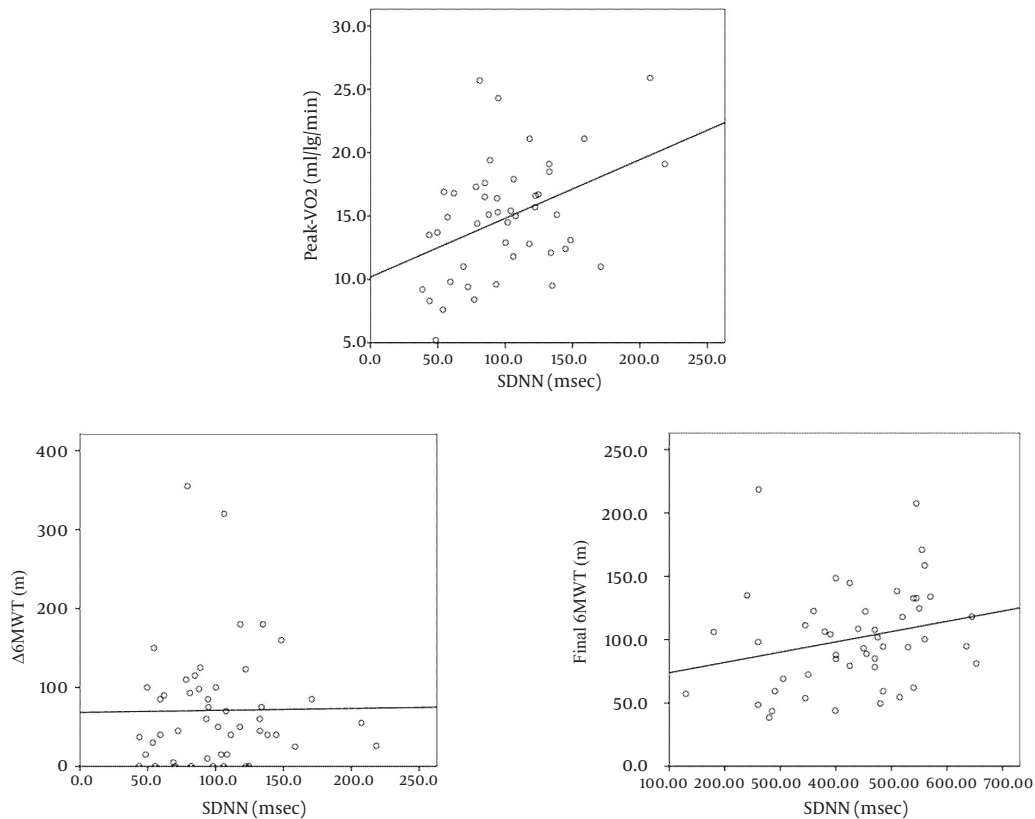 30.0
25.0
20.0
15.0
10.0
5.0
Peak-VO2 (ml/lg/min)
0.0 50.0 100.0 150.0 200.0 250.0
SDNN (msec)
400
300
200
100
0
Δ6MWT (m)
0.0 50.0 100.0 150.0 200.0 250.0
SDNN (msec)
250.0
200.0
150.0
100.0
50.0
0.0
Final 6MWT (m)
100.00 200.00 300.00 400.00 500.00 600.00 700.00
SDNN (msec)